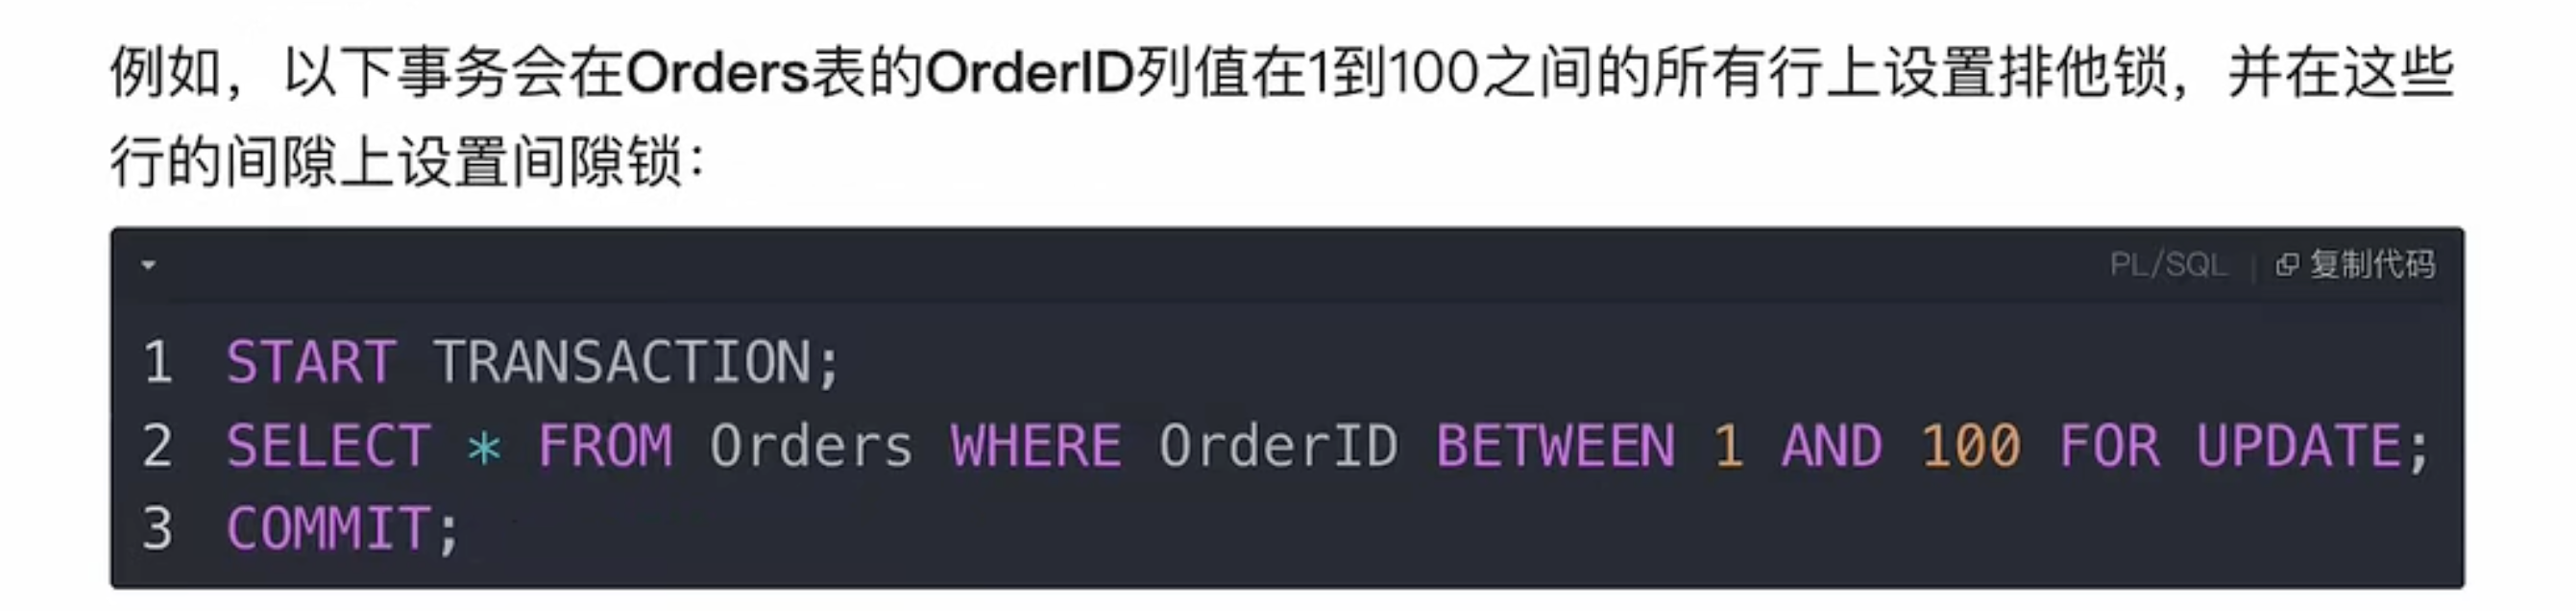 例如，以下事务会在Orders表的OrderID列值在1到100之间的所有行上设置排他锁，并在这些
行的间隙上设置间隙锁：
PL/SQL | 复制代码
1 START TRANSACTION;
2 SELECT * FROM Orders WHERE OrderID BETWEEN 1 AND 100 FOR UPDATE;
3 COMMIT;